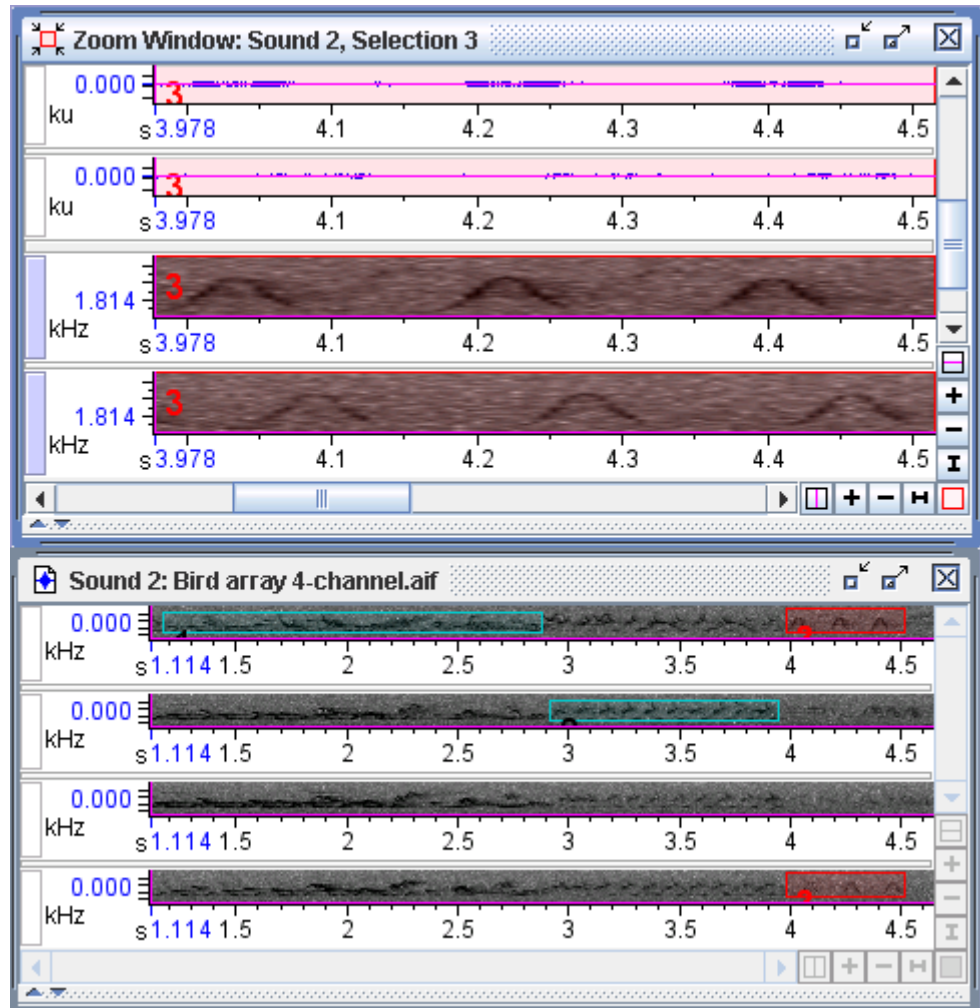 Zoom Window: Sound 2, Selection 3
0.000
3
ku
s 3.978 4.1 4.2 4.3 4.4 4.5
0.000
3
ku
s 3.978 4.1 4.2 4.3 4.4 4.5
3
1.814
kHz
s 3.978 4.1 4.2 4.3 4.4 4.5
3
1.814
kHz
s 3.978 4.1 4.2 4.3 4.4 4.5
Sound 2: Bird array 4-channel.aif
0.000
kHz
s 1.114 1.5 2 2.5 3 3.5 4 4.5
0.000
kHz
s 1.114 1.5 2 2.5 3 3.5 4 4.5
0.000
kHz
s 1.114 1.5 2 2.5 3 3.5 4 4.5
0.000
kHz
s 1.114 1.5 2 2.5 3 3.5 4 4.5